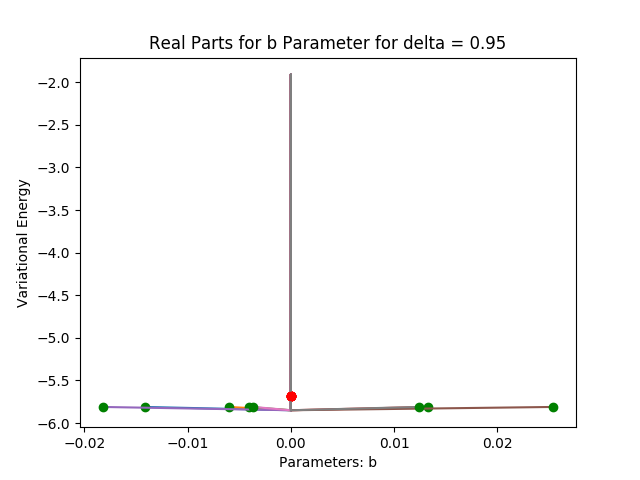 Real Parts for b Parameter for delta = 0.95
Variational Energy
−2.0
−2.5
−3.0
−3.5
−4.0
−4.5
−5.0
−5.5
−6.0
−0.02 −0.01 0.00 0.01 0.02
Parameters: b